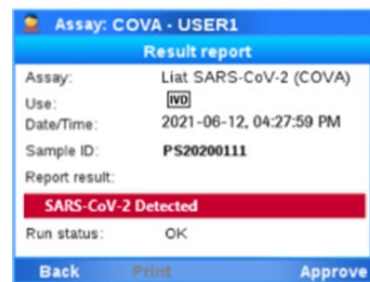 Assay: COVA - USER1
Result report
Assay: Liat SARS-CoV-2 (COVA)
Use: IVD
Date/Time: 2021-06-12, 04:27:59 PM
Sample ID: PS20200111
Report result:
SARS-CoV-2 Detected
Run status: OK
Back Print Approve